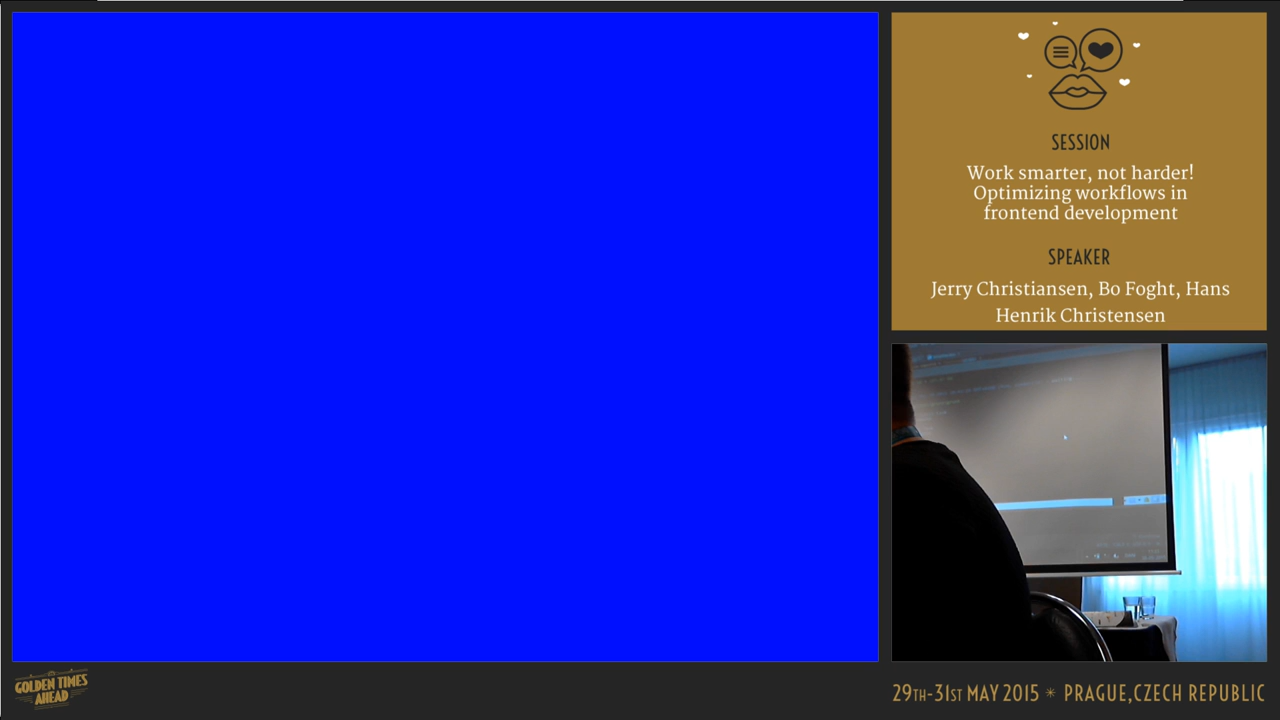 SESSION
Work smarter, not harder!
Optimizing workflows in
frontend development
SPEAKER
Jerry Christiansen, Bo Foght, Hans
Henrik Christensen
GOLDEN TIMES
AHEAD
29TH-31ST MAY 2015 * PRAGUE,CZECH REPUBLIC